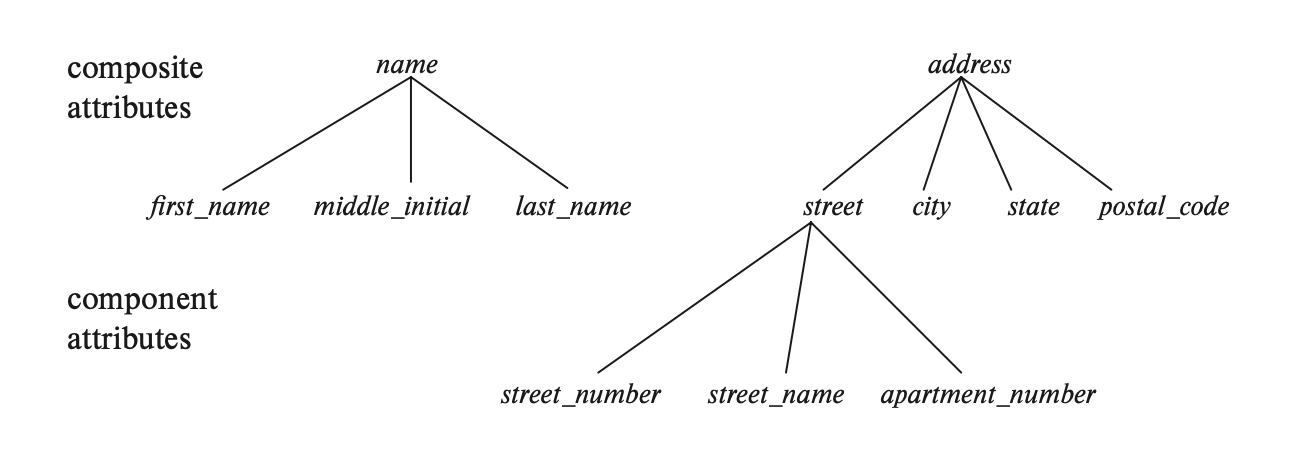 composite
attributes
name
address
first_name middle_initial last_name
street city state postal_code
component
attributes
street_number street_name apartment_number